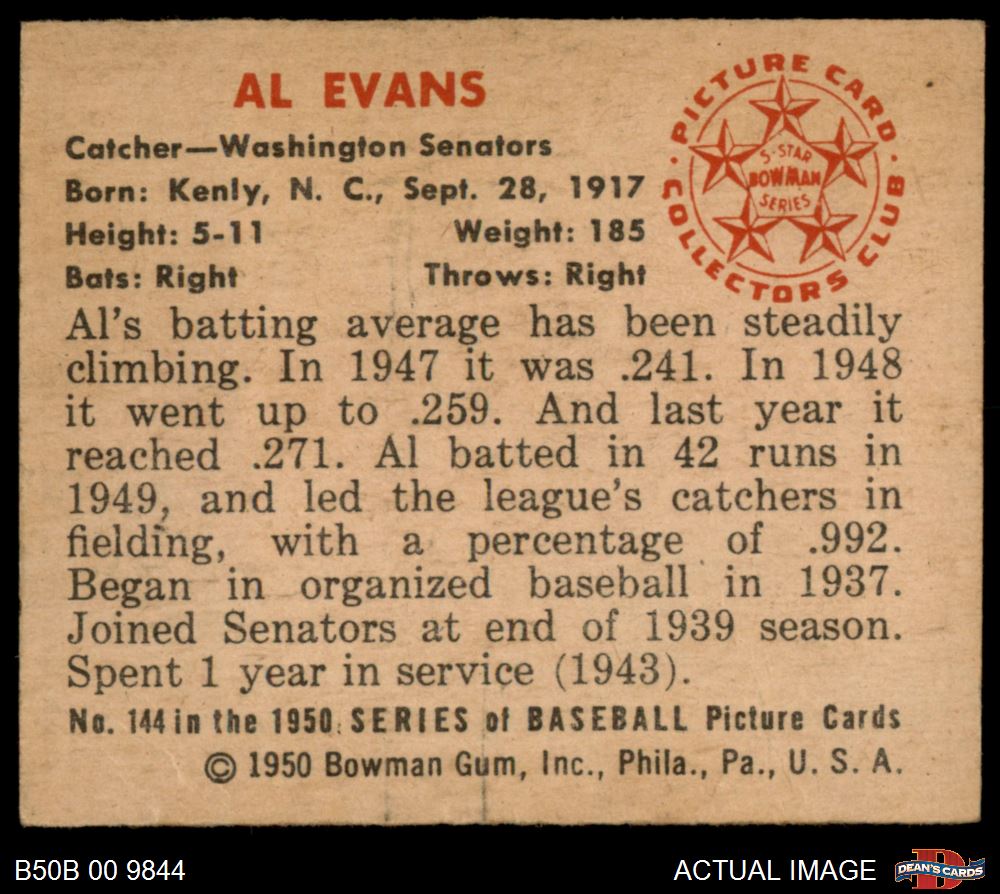 AL EVANS
Catcher—Washington Senators
Born: Kenly, N. C., Sept. 28, 1917
Height: 5-11 Weight: 185
Bats: Right Throws: Right
PICTURE CARD
COLLECTORS CLUB
5-STAR
BOWMAN
SERIES
Al's batting average has been steadily
climbing. In 1947 it was .241. In 1948
it went up to .259. And last year it
reached .271. Al batted in 42 runs in
1949, and led the league's catchers in
fielding, with a percentage of .992.
Began in organized baseball in 1937.
Joined Senators at end of 1939 season.
Spent 1 year in service (1943).
No. 144 in the 1950 SERIES of BASEBALL Picture Cards
© 1950 Bowman Gum, Inc., Phila., Pa., U. S. A.
B50B 00 9844
ACTUAL IMAGE
D
DEAN'S CARDS